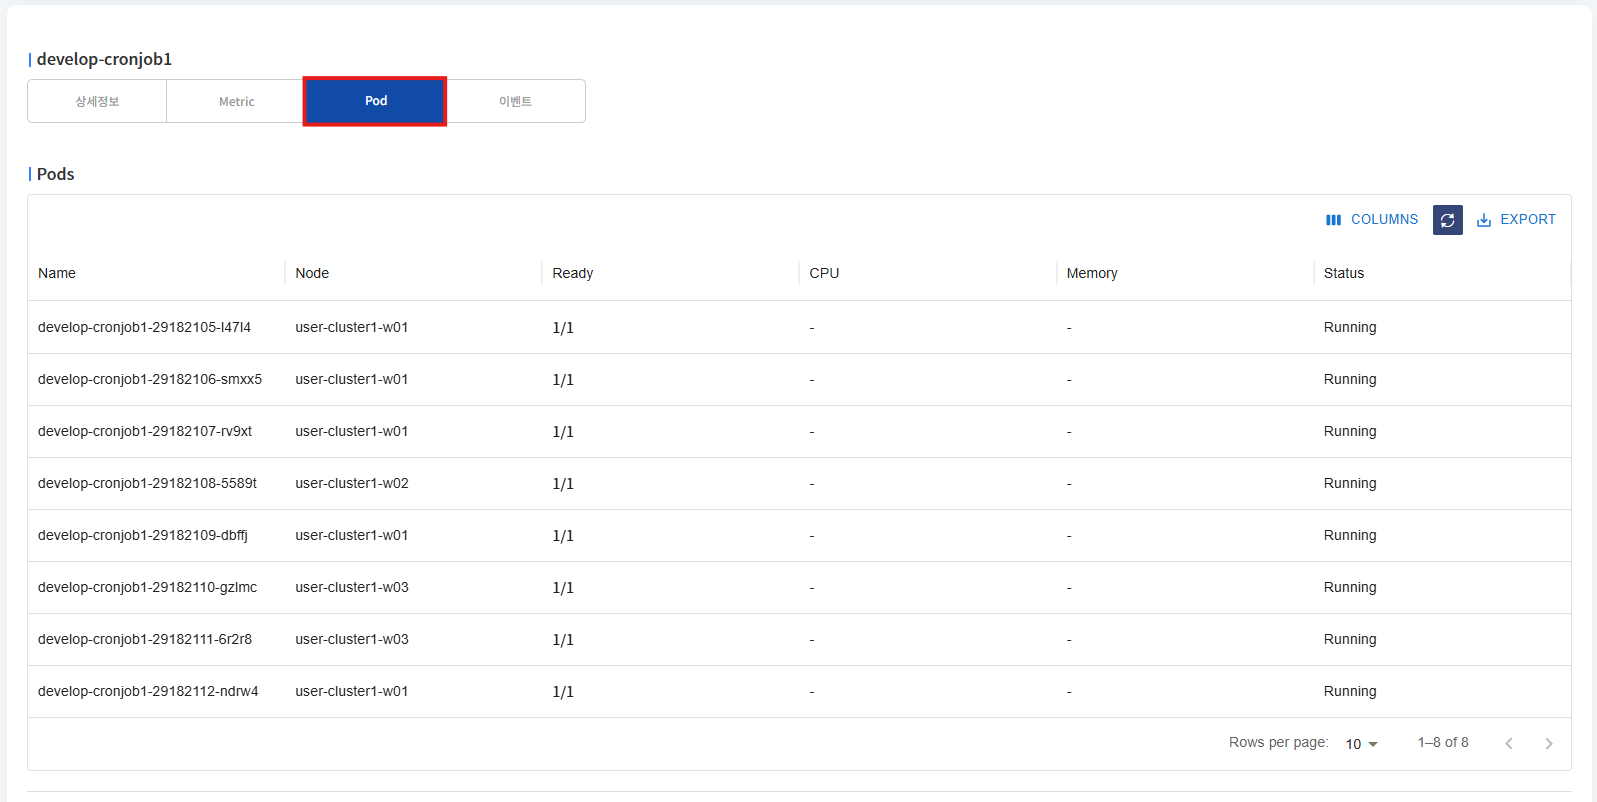 develop-cronjob1
상세정보 Metric Pod 이벤트
Pods
COLUMNS EXPORT
Name Node Ready CPU Memory Status
develop-cronjob1-29182105-l47l4 user-cluster1-w01 1/1 - - Running
develop-cronjob1-29182106-smxx5 user-cluster1-w01 1/1 - - Running
develop-cronjob1-29182107-rv9xt user-cluster1-w01 1/1 - - Running
develop-cronjob1-29182108-5589t user-cluster1-w02 1/1 - - Running
develop-cronjob1-29182109-dbffj user-cluster1-w01 1/1 - - Running
develop-cronjob1-29182110-gzlmc user-cluster1-w03 1/1 - - Running
develop-cronjob1-29182111-6r2r8 user-cluster1-w03 1/1 - - Running
develop-cronjob1-29182112-ndrw4 user-cluster1-w01 1/1 - - Running
Rows per page: 10 1–8 of 8